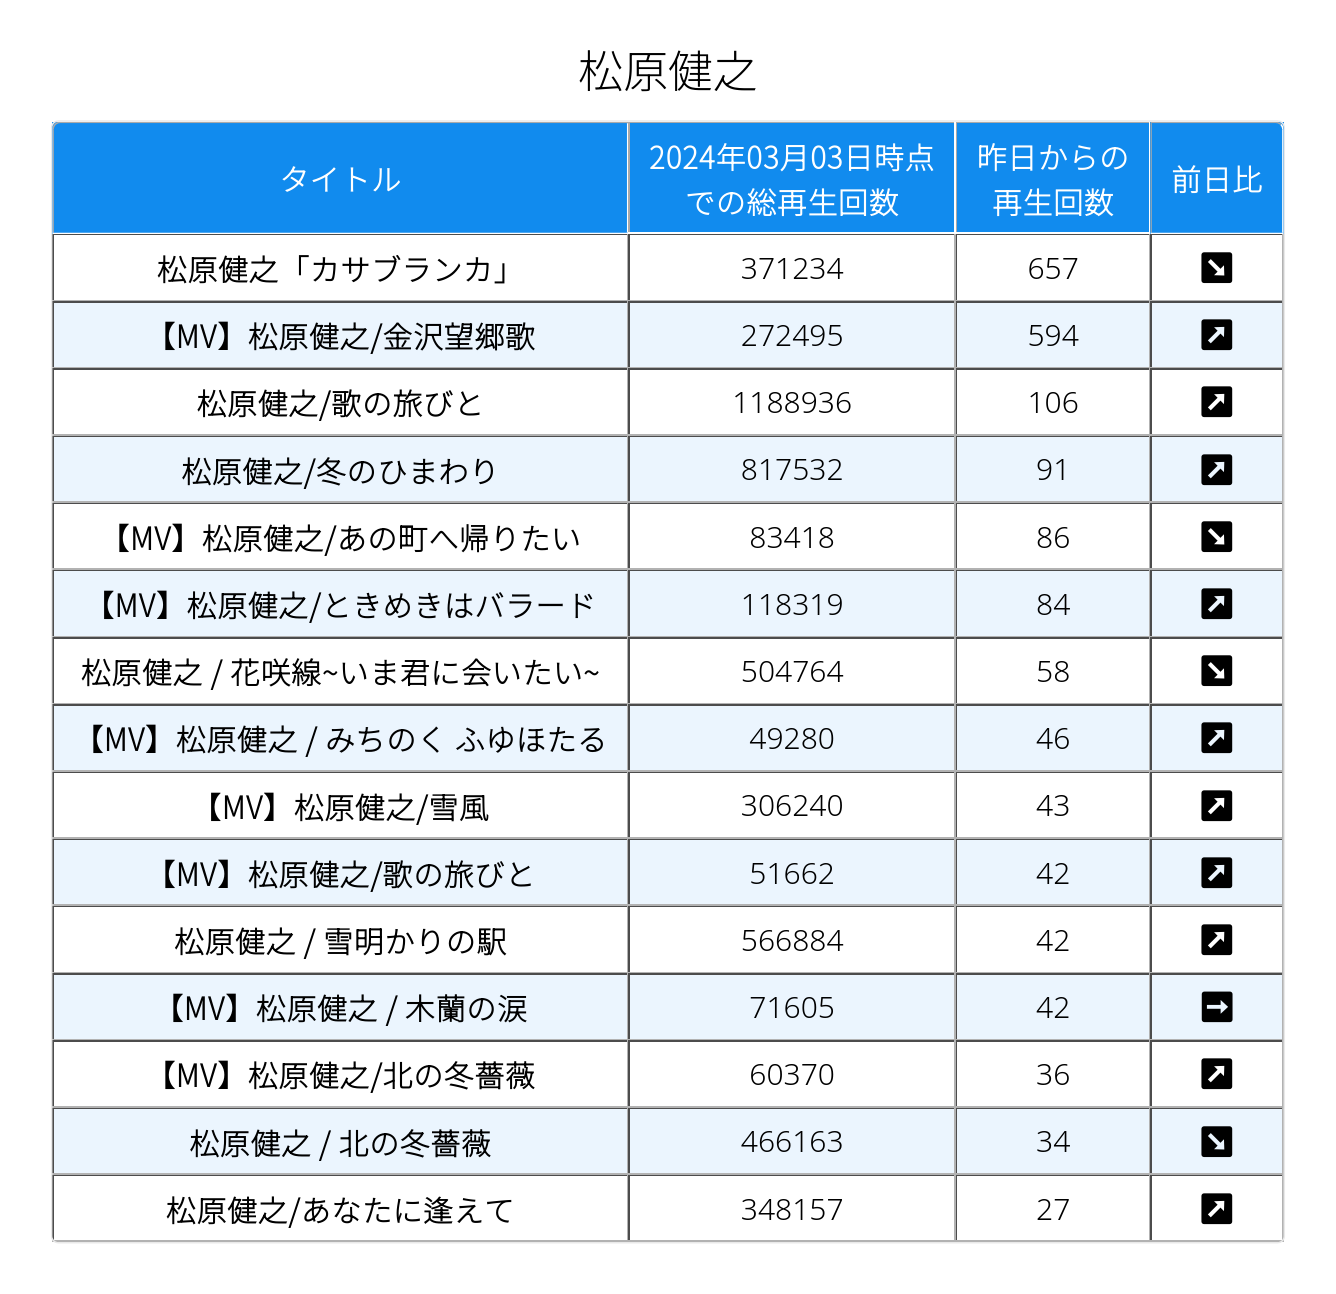 松原健之
タイトル 2024年03月03日時点での総再生回数 昨日からの再生回数 前日比
松原健之「カサブランカ」 371234 657 ↘
【MV】松原健之/金沢望郷歌 272495 594 ↗
松原健之/歌の旅びと 1188936 106 ↗
松原健之/冬のひまわり 817532 91 ↗
【MV】松原健之/あの町へ帰りたい 83418 86 ↘
【MV】松原健之/ときめきはバラード 118319 84 ↗
松原健之 / 花咲線~いま君に会いたい~ 504764 58 ↘
【MV】松原健之 / みちのく ふゆほたる 49280 46 ↗
【MV】松原健之/雪風 306240 43 ↗
【MV】松原健之/歌の旅びと 51662 42 ↗
松原健之 / 雪明かりの駅 566884 42 ↗
【MV】松原健之 / 木蘭の涙 71605 42 →
【MV】松原健之/北の冬薔薇 60370 36 ↗
松原健之 / 北の冬薔薇 466163 34 ↘
松原健之/あなたに逢えて 348157 27 ↗